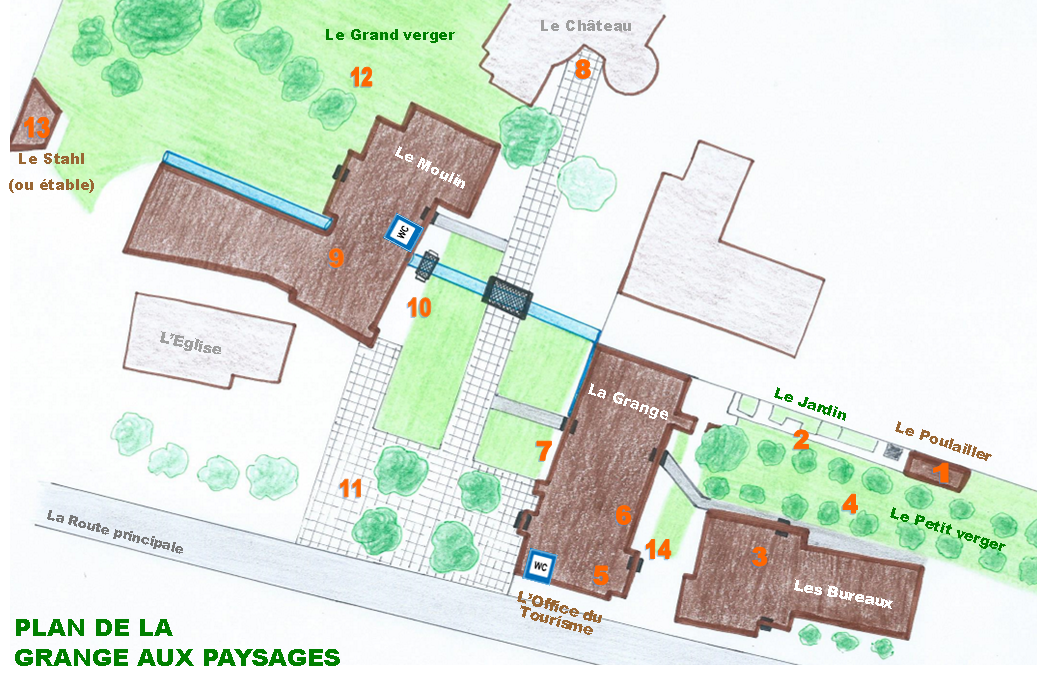 Le Château
Le Grand verger
8
12
13
Le Stahl
(ou étable)
Le Moulin
WC
9
10
L'Eglise
La Grange
Le Jardin
2
Le Poulailler
1
7
11
4
Le Petit verger
6
La Route principale
14
3
WC
5
Les Bureaux
L'Office du
Tourisme
PLAN DE LA
GRANGE AUX PAYSAGES